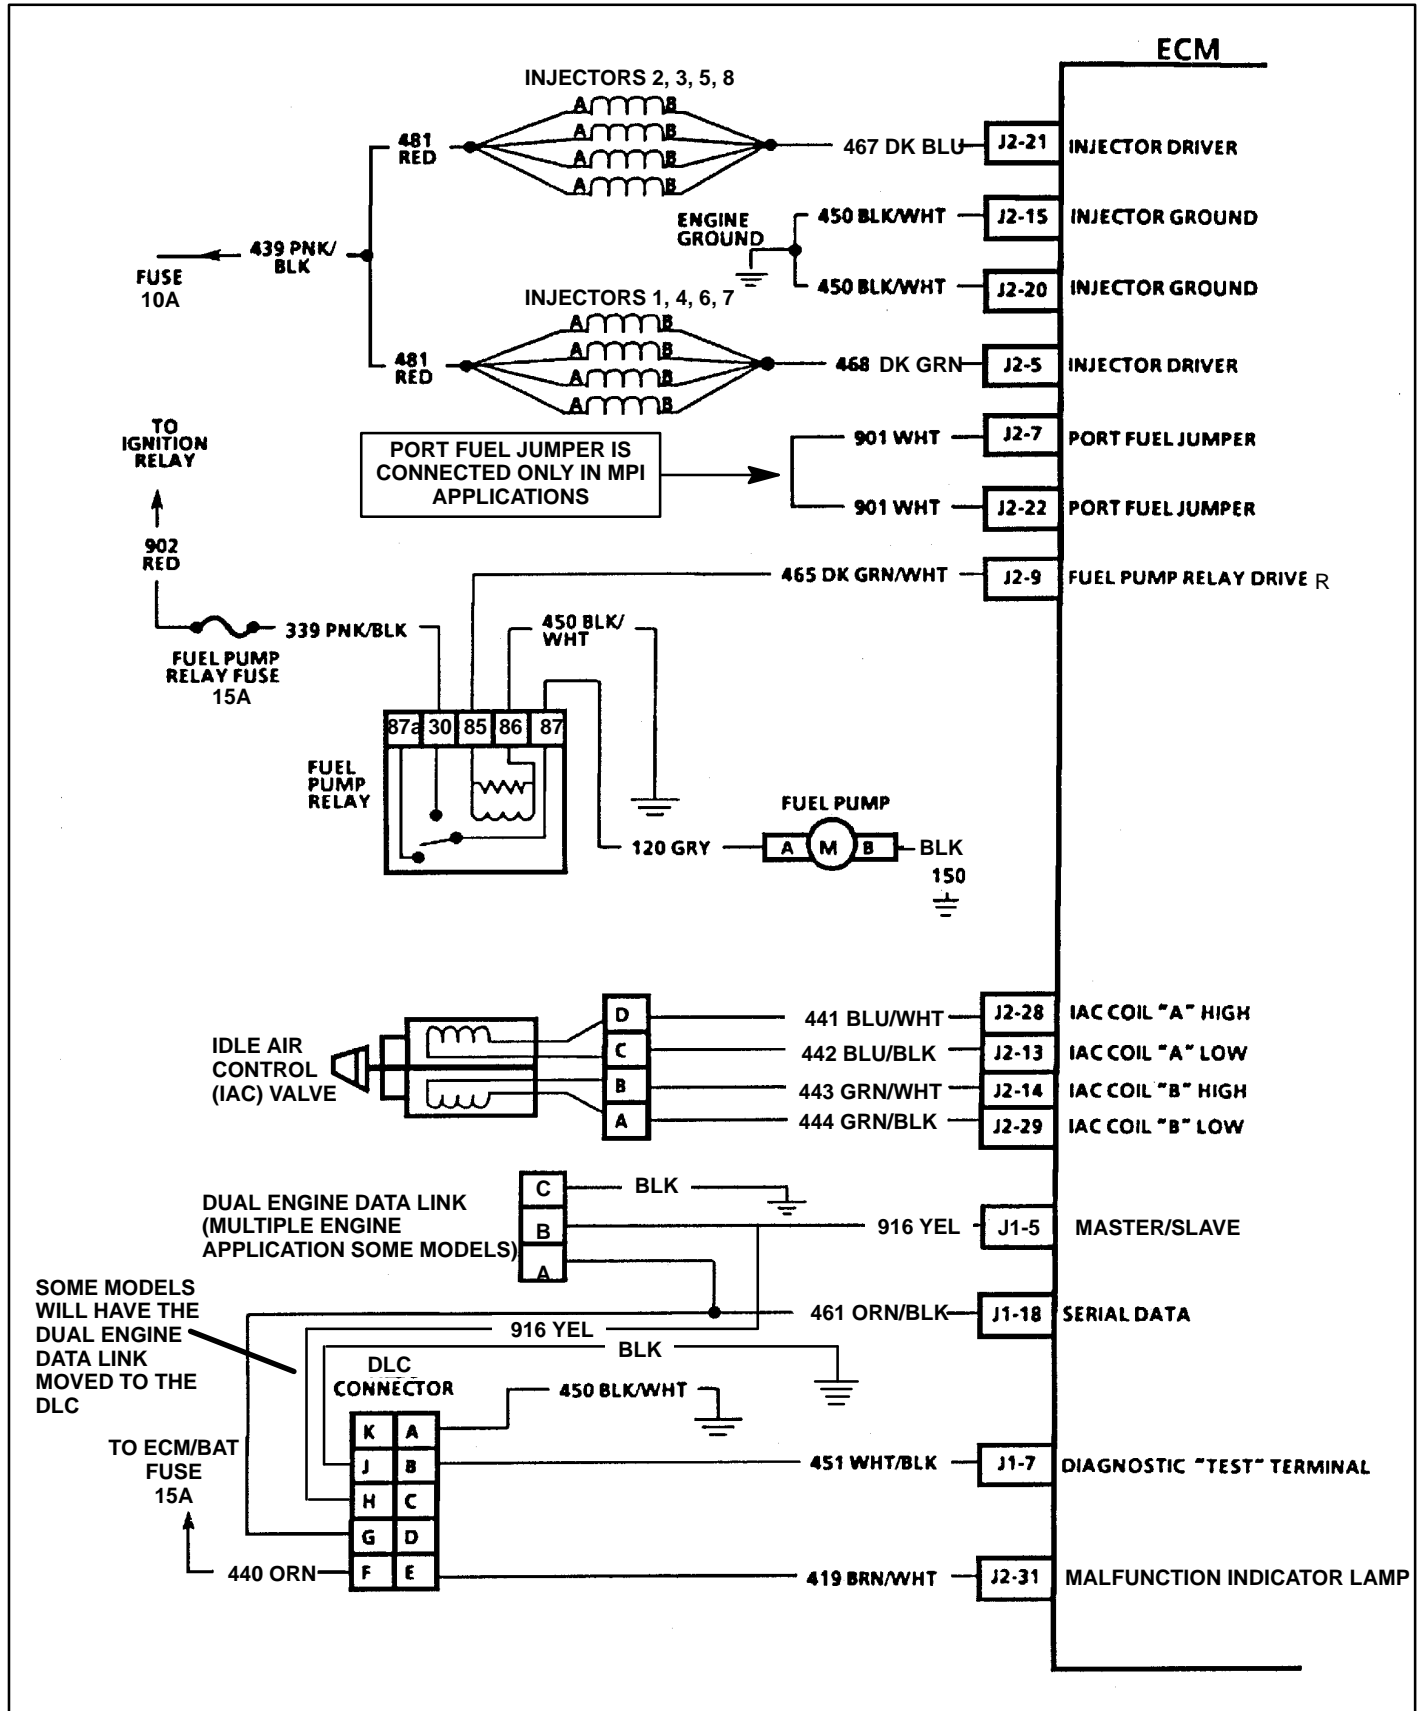 ECM
INJECTORS 2, 3, 5, 8
A B
A B
A B
A B
481
RED
467 DK BLU
J2-21
INJECTOR DRIVER
450 BLK/WHT
J2-15
INJECTOR GROUND
ENGINE
GROUND
439 PNK/
BLK
FUSE
10A
450 BLK/WHT
J2-20
INJECTOR GROUND
INJECTORS 1, 4, 6, 7
A B
A B
A B
A B
481
RED
468 DK GRN
J2-5
INJECTOR DRIVER
TO
IGNITION
RELAY
PORT FUEL JUMPER IS
CONNECTED ONLY IN MPI
APPLICATIONS
901 WHT
J2-7
PORT FUEL JUMPER
901 WHT
J2-22
PORT FUEL JUMPER
902
RED
465 DK GRN/WHT
J2-9
FUEL PUMP RELAY DRIVE R
339 PNK/BLK
450 BLK/
WHT
FUEL PUMP
RELAY FUSE
15A
87a 30 85 86 87
FUEL
PUMP
RELAY
FUEL PUMP
120 GRY
A M B
BLK
150
IDLE AIR
CONTROL
(IAC) VALVE
D
441 BLU/WHT
J2-28
IAC COIL "A" HIGH
C
442 BLU/BLK
J2-13
IAC COIL "A" LOW
B
443 GRN/WHT
J2-14
IAC COIL "B" HIGH
A
444 GRN/BLK
J2-29
IAC COIL "B" LOW
DUAL ENGINE DATA LINK
(MULTIPLE ENGINE
APPLICATION SOME MODELS)
C
BLK
B
916 YEL
J1-5
MASTER/SLAVE
A
SOME MODELS
WILL HAVE THE
DUAL ENGINE
DATA LINK
MOVED TO THE
DLC
461 ORN/BLK
J1-18
SERIAL DATA
916 YEL
BLK
DLC
CONNECTOR
450 BLK/WHT
K A
TO ECM/BAT
FUSE
15A
J B
451 WHT/BLK
J1-7
DIAGNOSTIC "TEST" TERMINAL
H C
G D
440 ORN
F E
419 BRN/WHT
J2-31
MALFUNCTION INDICATOR LAMP